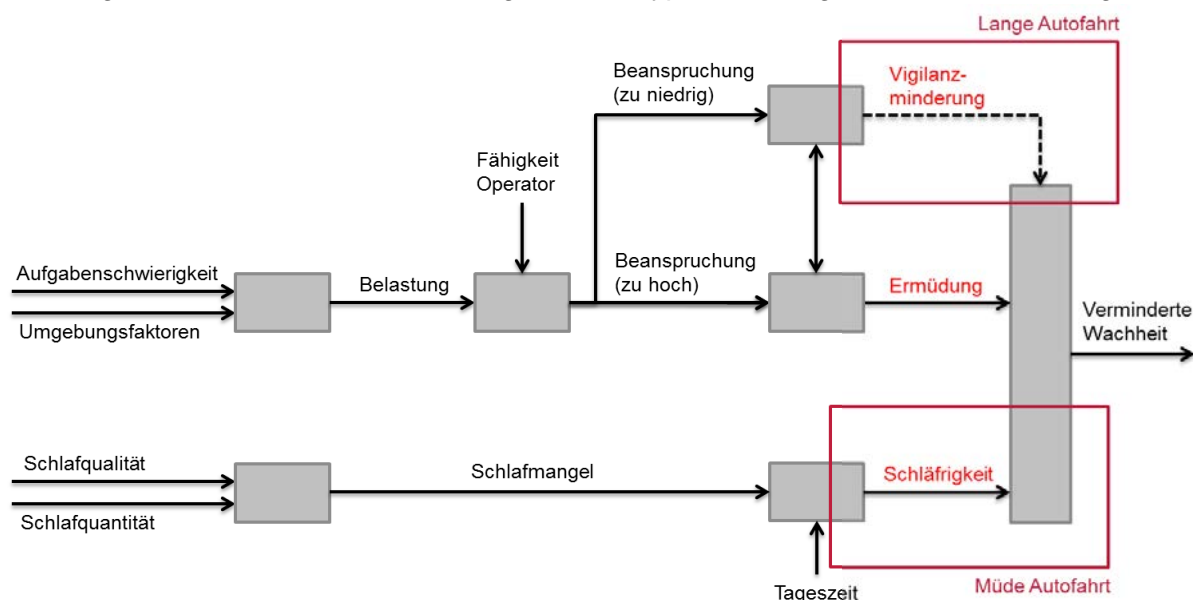 Lange Autofahrt
Beanspruchung
(zu niedrig)
Vigilanz-
minderung
Fähigkeit
Operator
Aufgabenschwierigkeit
Umgebungsfaktoren
Belastung
Beanspruchung
(zu hoch)
Ermüdung
Verminderte
Wachheit
Schlafqualität
Schlafquantität
Schlafmangel
Schläfrigkeit
Tageszeit
Müde Autofahrt